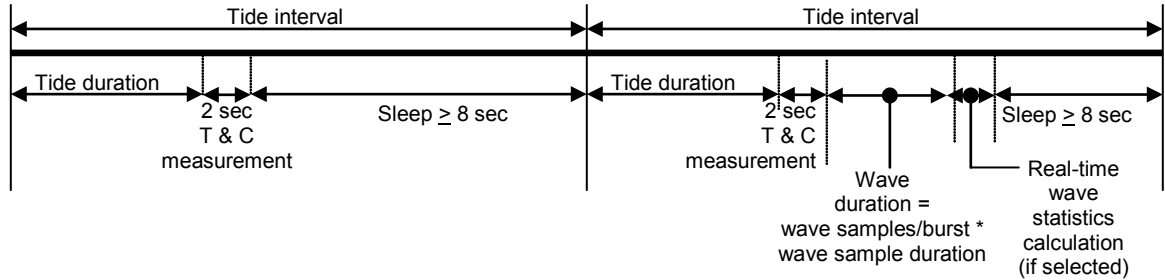 Tide interval
Tide interval
Tide duration
2 sec
T & C
measurement
Sleep ≥ 8 sec
Tide duration
2 sec
T & C
measurement
Wave
duration =
wave samples/burst *
wave sample duration
Real-time
wave
statistics
calculation
(if selected)
Sleep ≥ 8 sec